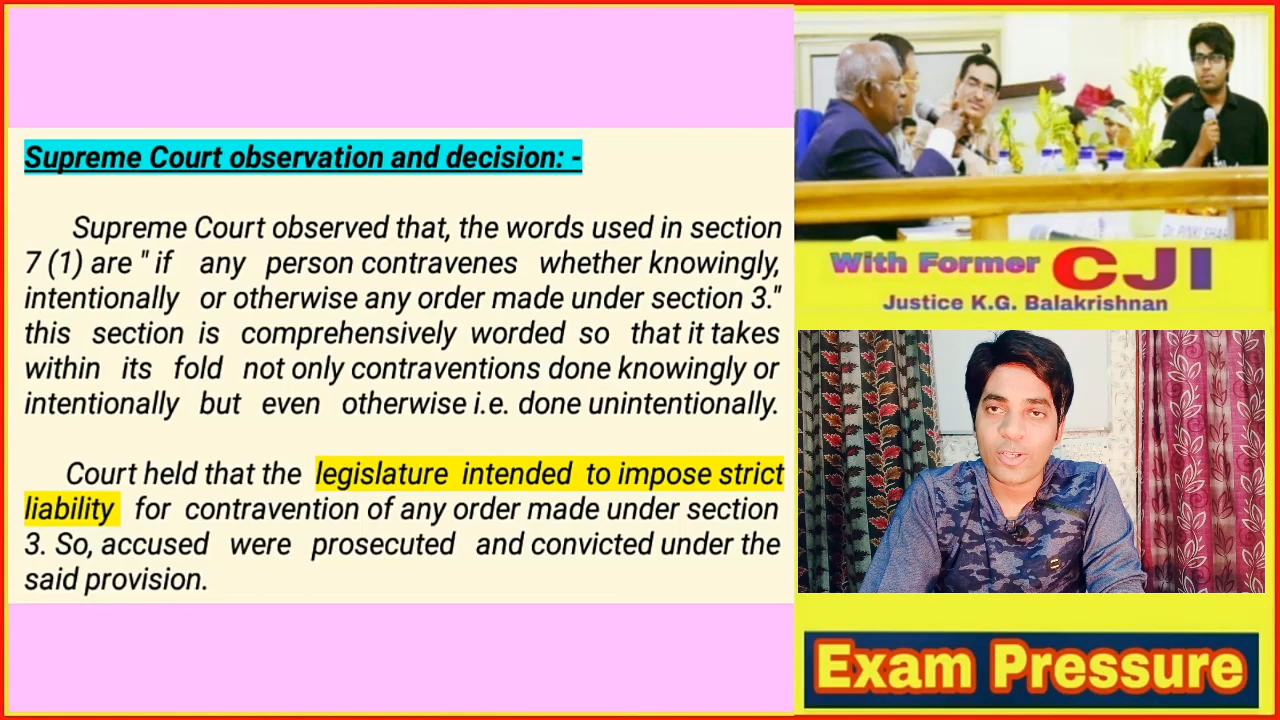 Supreme Court observation and decision: -
Supreme Court observed that, the words used in section
7 (1) are " if any person contravenes whether knowingly,
intentionally or otherwise any order made under section 3."
this section is comprehensively worded so that it takes
within its fold not only contraventions done knowingly or
intentionally but even otherwise i.e. done unintentionally.
Court held that the legislature intended to impose strict
liability for contravention of any order made under section
3. So, accused were prosecuted and convicted under the
said provision.
With Former CJI
Justice K.G. Balakrishnan
Exam Pressure